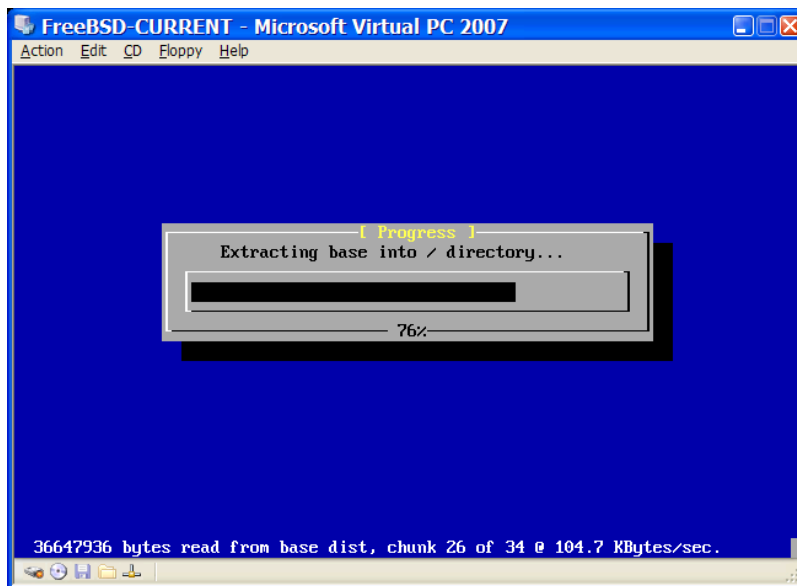 FreeBSD-CURRENT - Microsoft Virtual PC 2007
Action Edit CD Floppy Help
[ Progress ]
Extracting base into / directory...
76%
36647936 bytes read from base dist, chunk 26 of 34 @ 104.7 KBytes/sec.